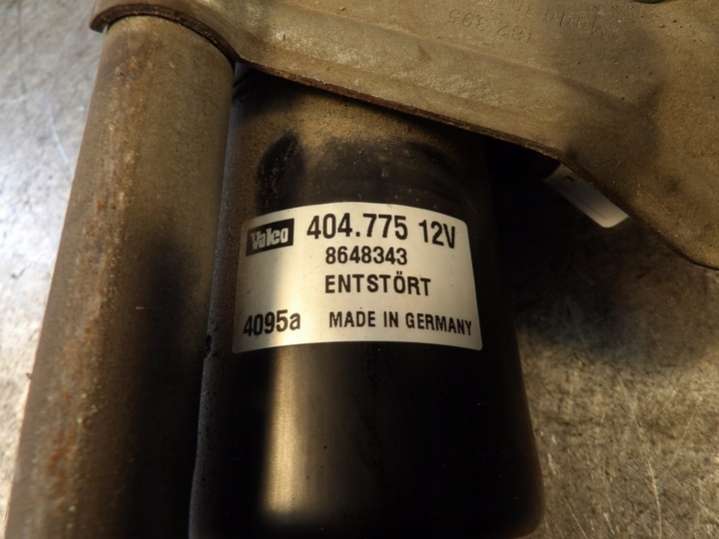 Valeo 404.775 12V
8648343
ENTSTÖRT
4095a MADE IN GERMANY